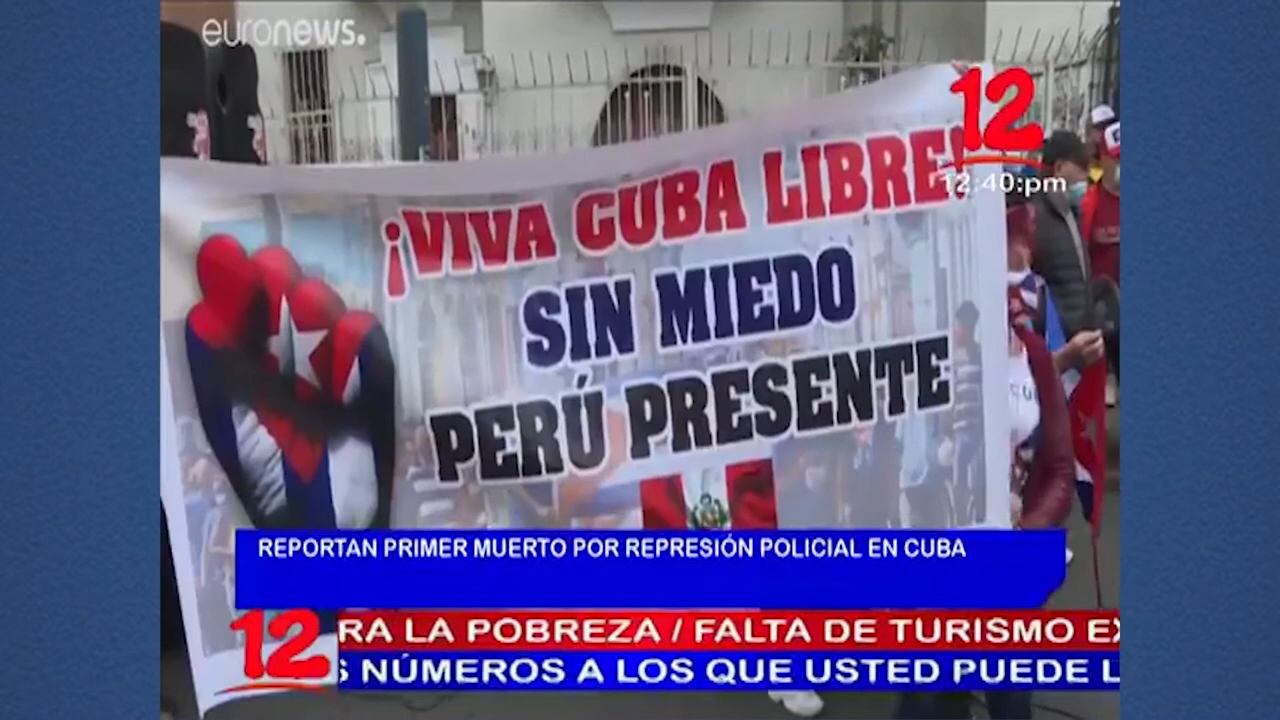 euronews.
12
12:40:pm
¡VIVA CUBA LIBRE!
SIN MIEDO
PERÚ PRESENTE
REPORTAN PRIMER MUERTO POR REPRESIÓN POLICIAL EN CUBA
12
RA LA POBREZA / FALTA DE TURISMO EX
S NÚMEROS A LOS QUE USTED PUEDE L